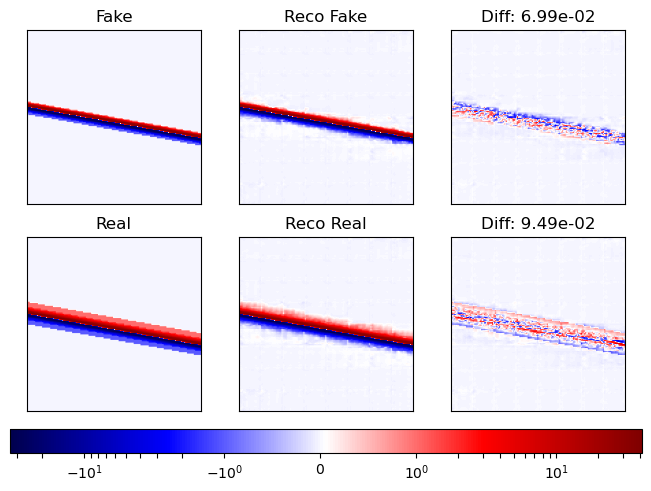 Fake Reco Fake Diff: 6.99e-02
Real Reco Real Diff: 9.49e-02
−10¹ −10⁰ 0 10⁰ 10¹